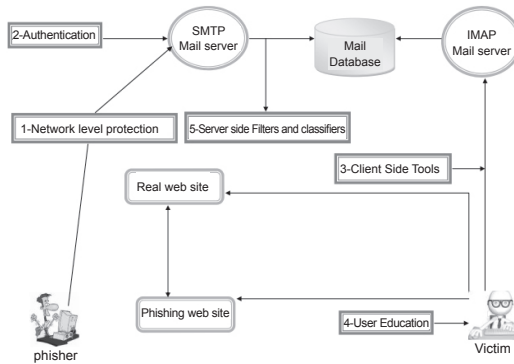 2-Authentication
SMTP
Mail server
Mail
Database
IMAP
Mail server
1-Network level protection
5-Server side Filters and classifiers
3-Client Side Tools
Real web site
Phishing web site
4-User Education
phisher
Victim